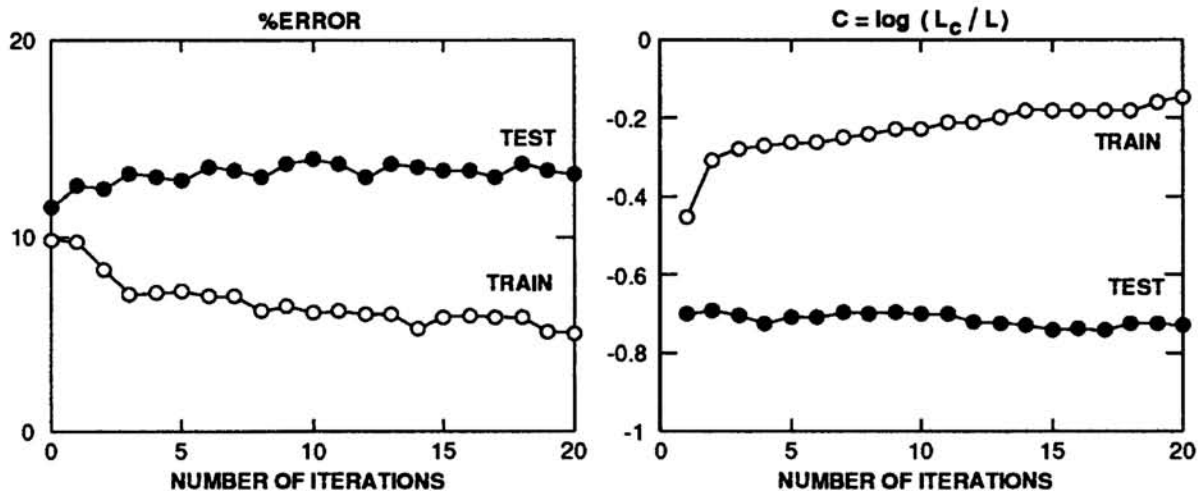 %ERROR
20
10
0
TEST
TRAIN
0 5 10 15 20
NUMBER OF ITERATIONS
C = log (Lc / L)
0
-0.2
-0.4
-0.6
-0.8
-1
TRAIN
TEST
0 5 10 15 20
NUMBER OF ITERATIONS